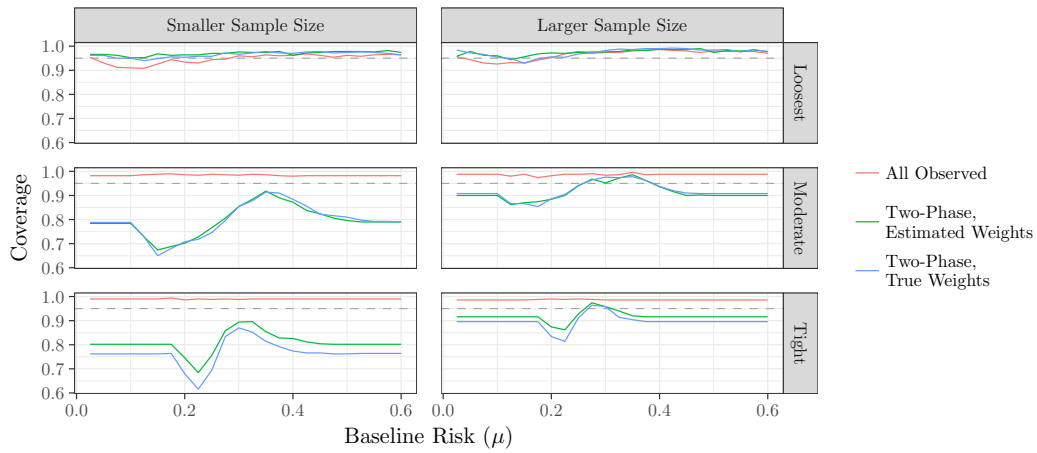 Smaller Sample Size
Larger Sample Size
1.0
0.9
0.8
0.7
0.6
Loosest
1.0
0.9
0.8
0.7
0.6
Moderate
1.0
0.9
0.8
0.7
0.6
Tight
0.0
0.2
0.4
0.6
0.0
0.2
0.4
0.6
Coverage
Baseline Risk (μ)
All Observed
Two-Phase,
Estimated Weights
Two-Phase,
True Weights